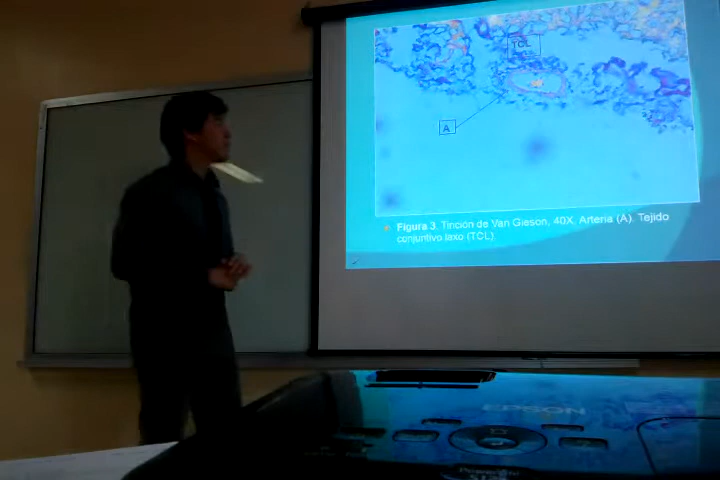 TCL
A
Figura 3. Tinción de Van Gieson, 40X. Arteria (A). Tejido
conjuntivo laxo (TCL).
EPSON